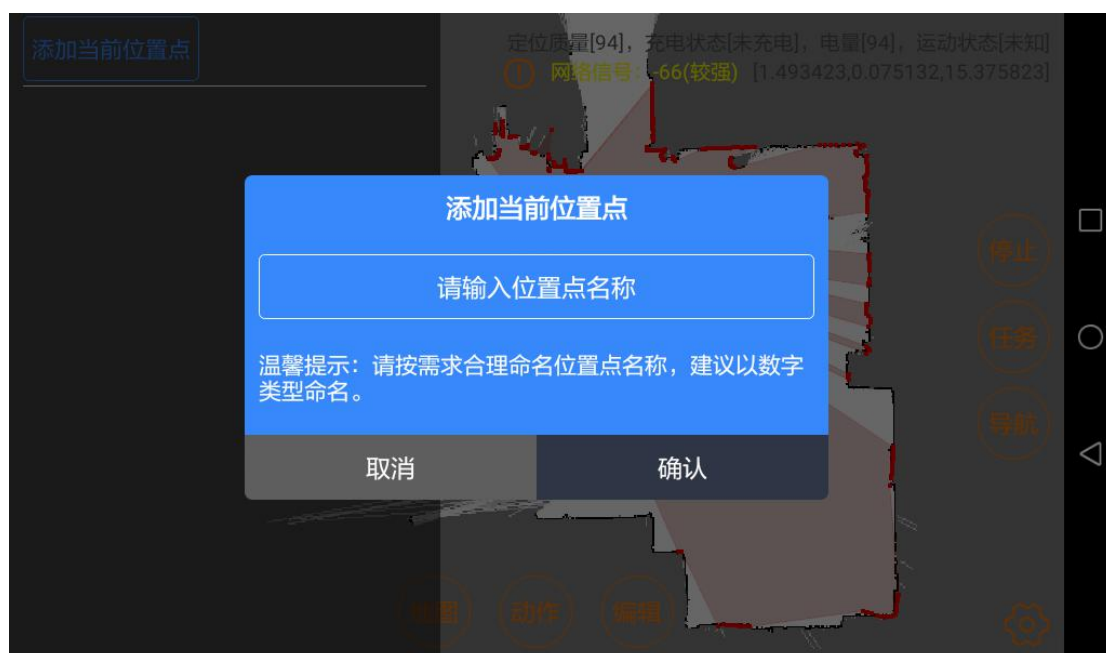 添加当前位置点
定位质量[94]，充电状态[未充电]，电量[94]，运动状态[未知]
网络信号：-66(较强) [1.493423,0.075132,15.375823]
添加当前位置点
请输入位置点名称
温馨提示：请按需求合理命名位置点名称，建议以数字
类型命名。
取消
确认
停止
任务
导航
地图
动作
编辑